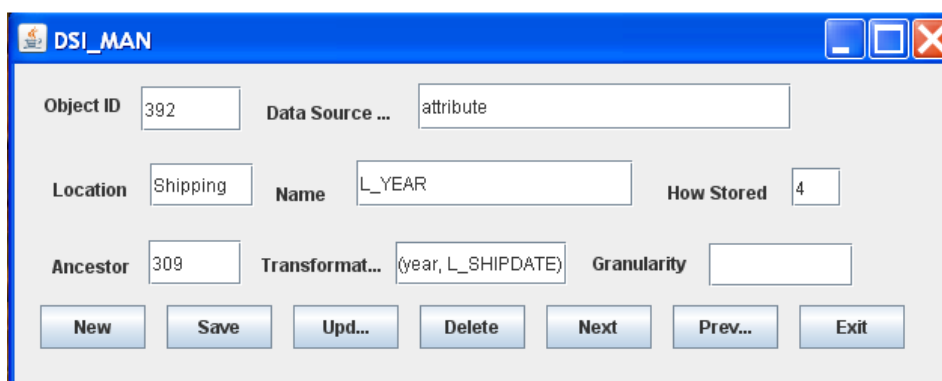 DSI_MAN
Object ID 392 Data Source ... attribute
Location Shipping Name L_YEAR How Stored 4
Ancestor 309 Transformat... (year, L_SHIPDATE) Granularity
New Save Upd... Delete Next Prev... Exit